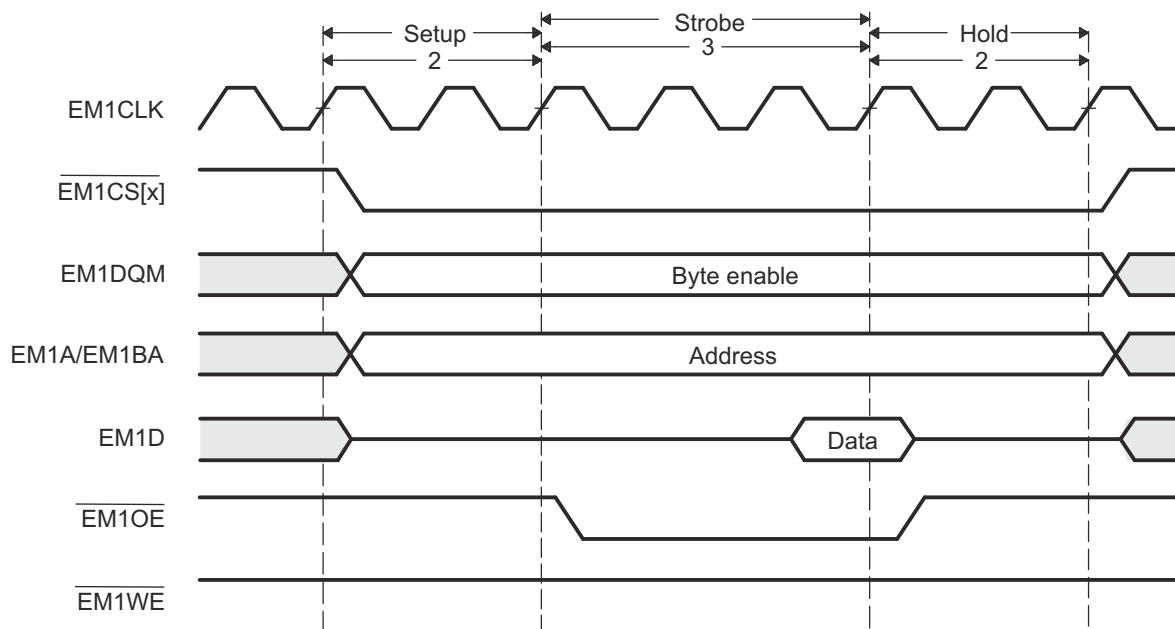 Setup
Strobe
Hold
2
3
2
EM1CLK
EM1CS[x]
EM1DQM
Byte enable
EM1A/EM1BA
Address
EM1D
Data
EM1OE
EM1WE